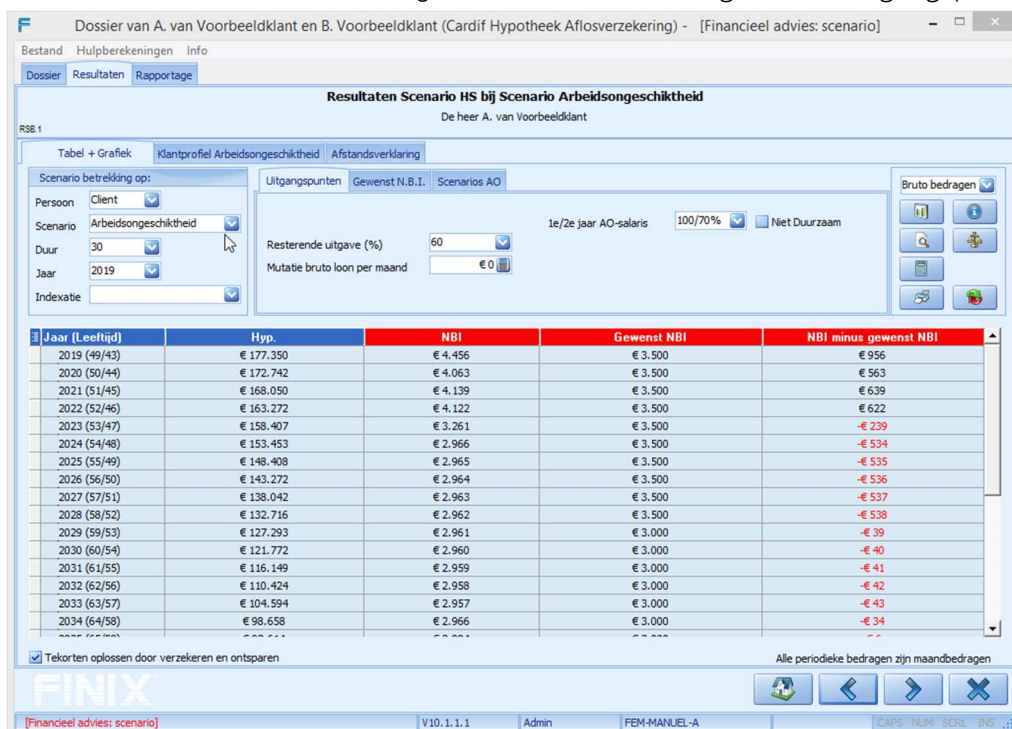 Dossier van A. van Voorbeeldklant en B. Voorbeeldklant (Cardif Hypotheek Aflosverzekering) - [Financieel advies: scenario]
Bestand Hulpberekeningen Info
Dossier Resultaten Rapportage
Resultaten Scenario HS bij Scenario Arbeidsongeschiktheid
De heer A. van Voorbeeldklant
RSB.1
Tabel + Grafiek Klantprofiel Arbeidsongeschiktheid Afstandsverklaring
Scenario betrekking op:
Persoon Client
Scenario Arbeidsongeschiktheid
Duur 30
Jaar 2019
Indexatie
Uitgangspunten Gewenst N.B.I. Scenarios AO
1e/2e jaar AO-salaris 100/70% Niet Duurzaam
Resterende uitgave (%) 60
Mutatie bruto loon per maand € 0
Bruto bedragen
Jaar (Leeftijd) Hyp. NBI Gewenst NBI NBI minus gewenst NBI
2019 (49/43) € 177.350 € 4.456 € 3.500 € 956
2020 (50/44) € 172.742 € 4.063 € 3.500 € 563
2021 (51/45) € 168.050 € 4.139 € 3.500 € 639
2022 (52/46) € 163.272 € 4.122 € 3.500 € 622
2023 (53/47) € 158.407 € 3.261 € 3.500 -€ 239
2024 (54/48) € 153.453 € 2.966 € 3.500 -€ 534
2025 (55/49) € 148.408 € 2.965 € 3.500 -€ 535
2026 (56/50) € 143.272 € 2.964 € 3.500 -€ 536
2027 (57/51) € 138.042 € 2.963 € 3.500 -€ 537
2028 (58/52) € 132.716 € 2.962 € 3.500 -€ 538
2029 (59/53) € 127.293 € 2.961 € 3.000 -€ 39
2030 (60/54) € 121.772 € 2.960 € 3.000 -€ 40
2031 (61/55) € 116.149 € 2.959 € 3.000 -€ 41
2032 (62/56) € 110.424 € 2.958 € 3.000 -€ 42
2033 (63/57) € 104.594 € 2.957 € 3.000 -€ 43
2034 (64/58) € 98.658 € 2.966 € 3.000 -€ 34
Tekorten oplossen door verzekeren en ontsparen
Alle periodieke bedragen zijn maandbedragen
FINIX
[Financieel advies: scenario] V10.1.1.1 Admin FEM-MANUEL-A CAPS NUM SCRL INS